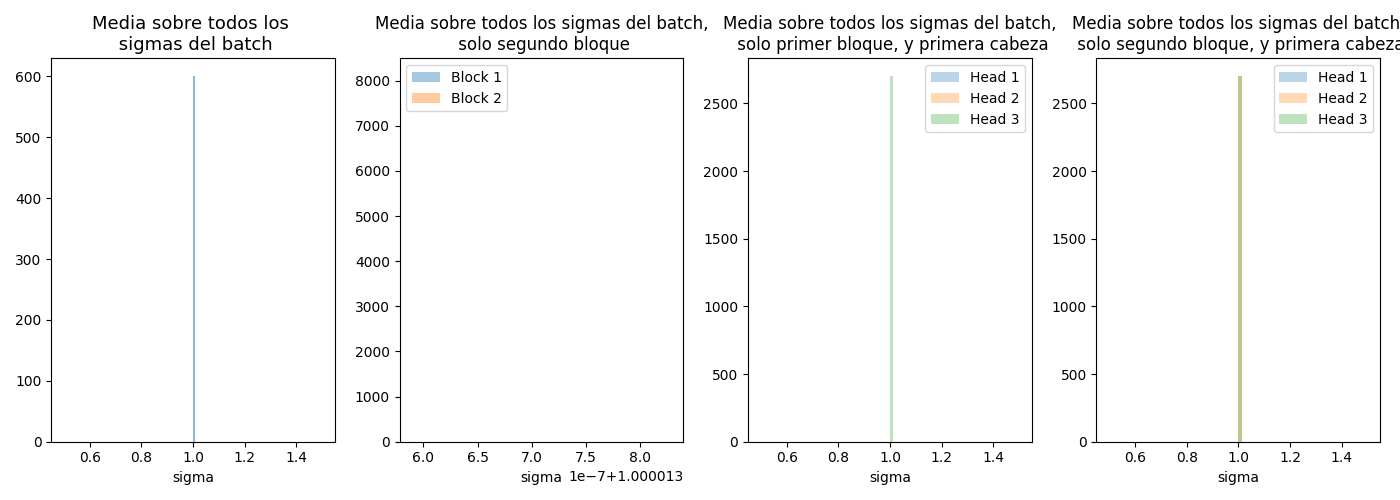 Media sobre todos los
sigmas del batch
600
500
400
300
200
100
0
0.6 0.8 1.0 1.2 1.4
sigma
Media sobre todos los sigmas del batch,
solo segundo bloque
Block 1
Block 2
8000
7000
6000
5000
4000
3000
2000
1000
0
6.0 6.5 7.0 7.5 8.0
sigma 1e−7+1.000013
Media sobre todos los sigmas del batch,
solo primer bloque, y primera cabeza
Head 1
Head 2
Head 3
2500
2000
1500
1000
500
0
0.6 0.8 1.0 1.2 1.4
sigma
Media sobre todos los sigmas del batch
solo segundo bloque, y primera cabeza
Head 1
Head 2
Head 3
2500
2000
1500
1000
500
0
0.6 0.8 1.0 1.2 1.4
sigma